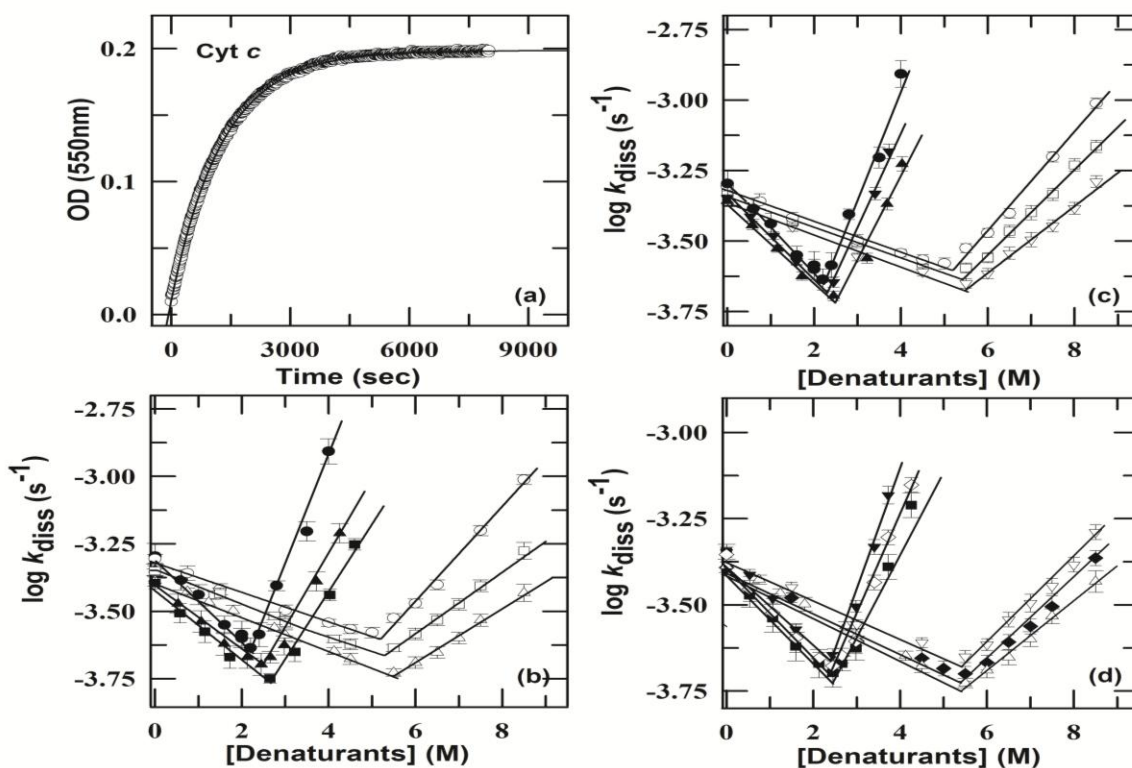 Cyt c
(a)
OD (550nm)
0.2
0.1
0.0
0 3000 6000 9000
Time (sec)
(c)
log kdiss (s-1)
-2.75
-3.00
-3.25
-3.50
-3.75
0 2 4 6 8
[Denaturants] (M)
(b)
log kdiss (s-1)
-2.75
-3.00
-3.25
-3.50
-3.75
0 2 4 6 8
[Denaturants] (M)
(d)
log kdiss (s-1)
-3.00
-3.25
-3.50
-3.75
0 2 4 6 8
[Denaturants] (M)